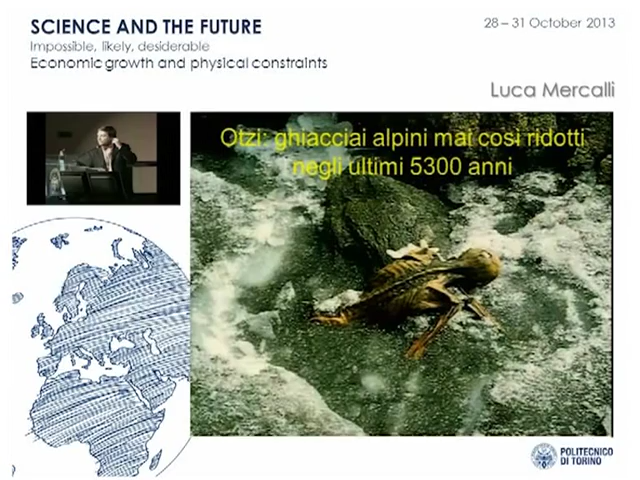 SCIENCE AND THE FUTURE
Impossible, likely, desiderable
Economic growth and physical constraints
28 – 31 October 2013
Luca Mercalli
Otzi: ghiacciai alpini mai così ridotti
negli ultimi 5300 anni
POLITECNICO
DI TORINO